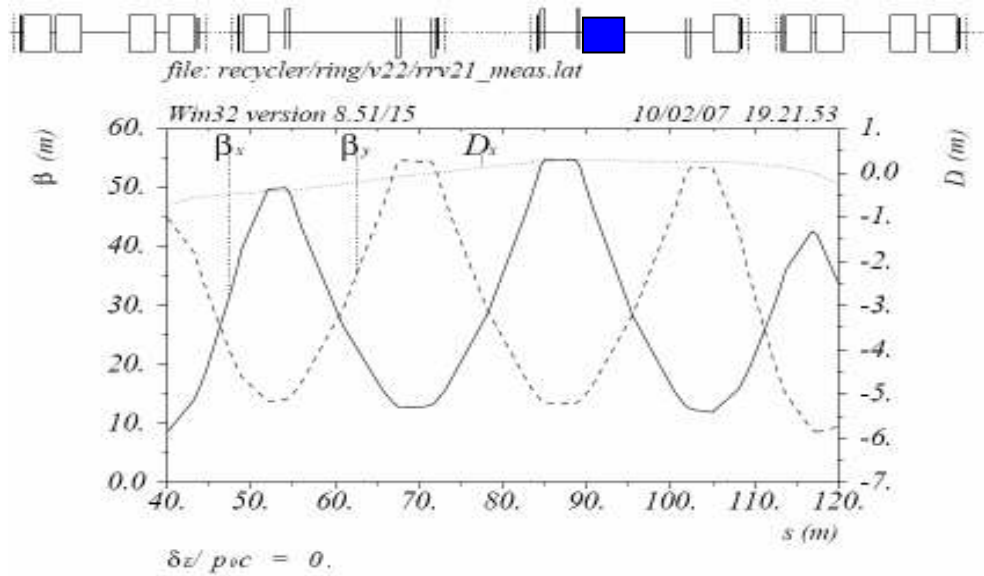 file: recycler/ring/v22/rrv21_meas.lat
Win32 version 8.51/15 10/02/07 19.21.53
β (m)
D (m)
βx βy Dx
60. 1.
50. 0.0
40. -1.
30. -2.
20. -3.
10. -4.
0.0 -5.
-6.
-7.
40. 50. 60. 70. 80. 90. 100. 110. 120.
s (m)
δE/ p0c = 0.